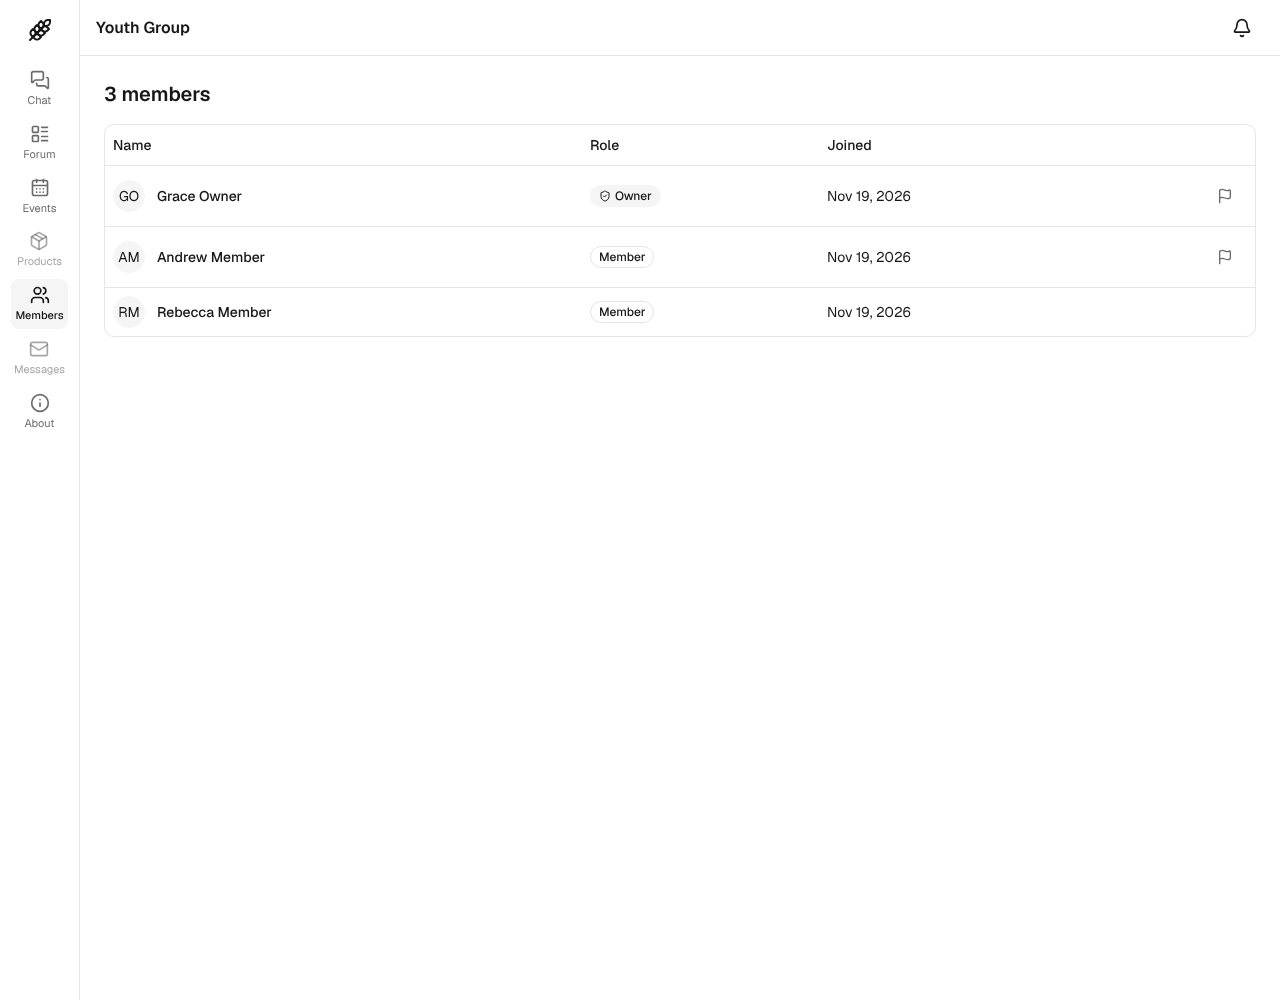 Youth Group
Chat
Forum
Events
Products
Members
Messages
About
3 members
Name Role Joined
GO Grace Owner Owner Nov 19, 2026
AM Andrew Member Member Nov 19, 2026
RM Rebecca Member Member Nov 19, 2026